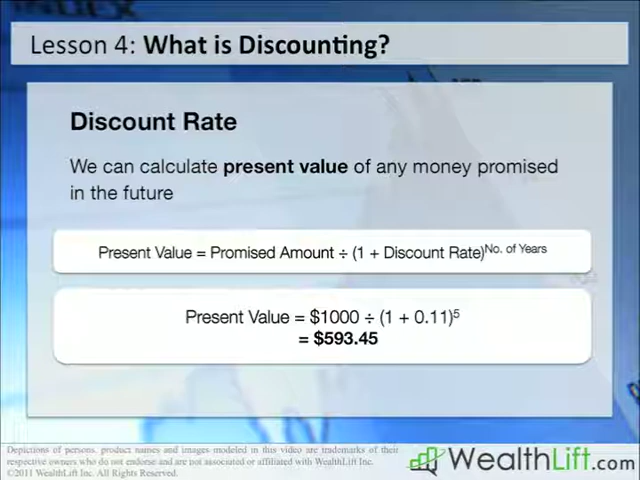 Lesson 4: What is Discounting?
Discount Rate
We can calculate present value of any money promised
in the future
Present Value = Promised Amount ÷ (1 + Discount Rate)^No. of Years
Present Value = $1000 ÷ (1 + 0.11)^5
= $593.45
Depictions of persons, product names and images modeled in this video are trademarks of their
respective owners who do not endorse and are not associated or affiliated with WealthLift Inc.
©2011 WealthLift Inc. All Rights Reserved.
WealthLift.com